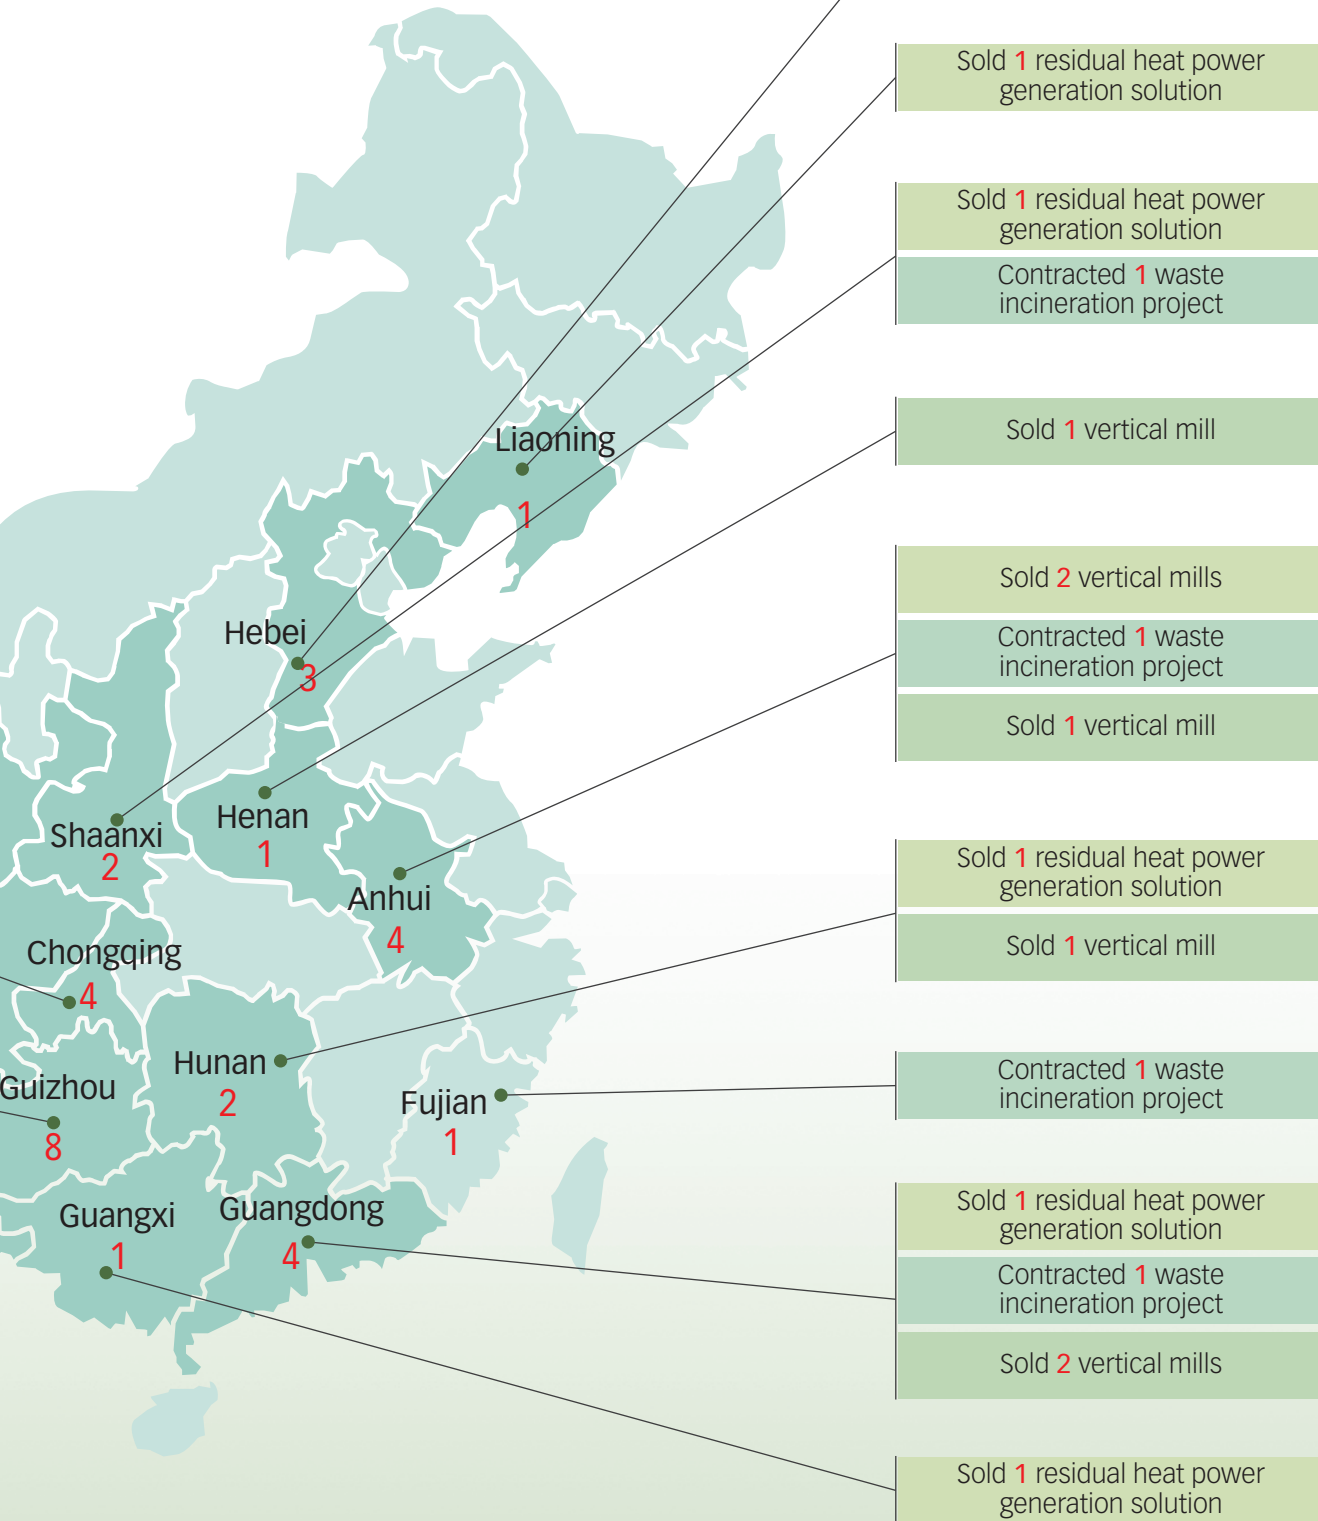 Sold 1 residual heat power
generation solution
Sold 1 residual heat power
generation solution
Contracted 1 waste
incineration project
Sold 1 vertical mill
Sold 2 vertical mills
Contracted 1 waste
incineration project
Sold 1 vertical mill
Sold 1 residual heat power
generation solution
Sold 1 vertical mill
Contracted 1 waste
incineration project
Sold 1 residual heat power
generation solution
Contracted 1 waste
incineration project
Sold 2 vertical mills
Sold 1 residual heat power
generation solution
Liaoning
1
Hebei
3
Henan
1
Shaanxi
2
Anhui
4
Chongqing
4
Hunan
2
Guizhou
8
Fujian
1
Guangxi
1
Guangdong
4